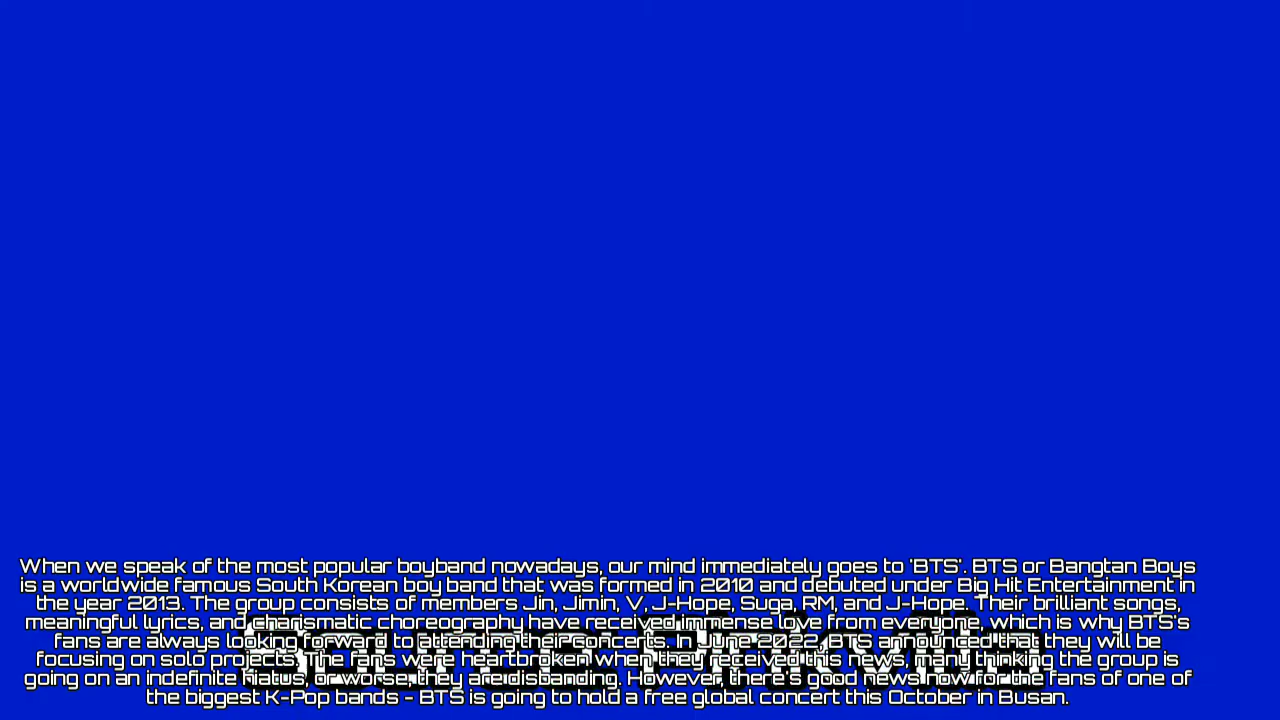 When we speak of the most popular boyband nowadays, our mind immediately goes to 'BTS'. BTS or Bangtan Boys
is a worldwide famous South Korean boy band that was formed in 2010 and debuted under Big Hit Entertainment in
the year 2013. The group consists of members Jin, Jimin, V, J-Hope, Suga, RM, and J-Hope. Their brilliant songs,
meaningful lyrics, and charismatic choreography have received immense love from everyone, which is why BTS's
fans are always looking forward to attending their concerts. In June 2022, BTS announced that they will be
focusing on solo projects. The fans were heartbroken when they received this news, many thinking the group is
going on an indefinite hiatus, or worse, they are disbanding. However, there's good news now for the fans of one of
the biggest K-Pop bands - BTS is going to hold a free global concert this October in Busan.